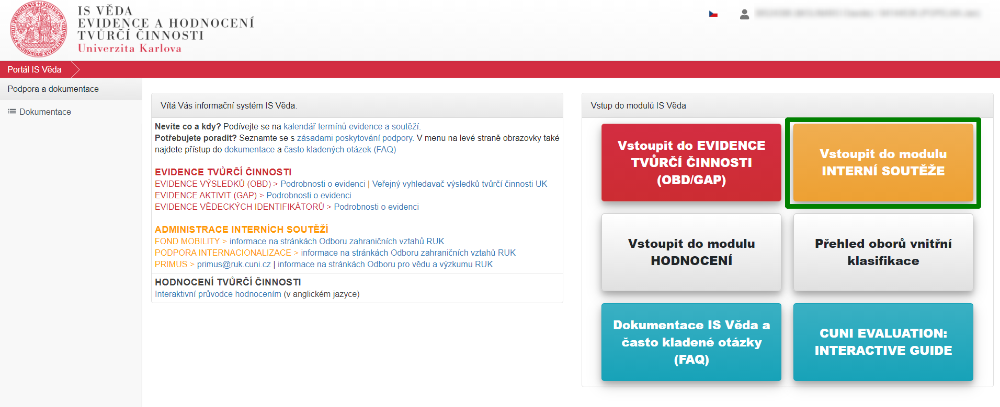 IS VĚDA
EVIDENCE A HODNOCENÍ
TVŮRČÍ ČINNOSTI
Univerzita Karlova
Portál IS Věda
Podpora a dokumentace
Dokumentace
Vítá Vás informační systém IS Věda.
Nevíte co a kdy? Podívejte se na kalendář termínů evidence a soutěží.
Potřebujete poradit? Seznamte se s zásadami poskytování podpory. V menu na levé straně obrazovky také
najdete přístup do dokumentace a často kladených otázek (FAQ)
EVIDENCE TVŮRČÍ ČINNOSTI
EVIDENCE VÝSLEDKŮ (OBD) > Podrobnosti o evidenci | Veřejný vyhledavač výsledků tvůrčí činnosti UK
EVIDENCE AKTIVIT (GAP) > Podrobnosti o evidenci
EVIDENCE VĚDECKÝCH IDENTIFIKÁTORŮ > Podrobnosti o evidenci
ADMINISTRACE INTERNÍCH SOUTĚŽÍ
FOND MOBILITY > informace na stránkách Odboru zahraničních vztahů RUK
PODPORA INTERNACIONALIZACE > informace na stránkách Odboru zahraničních vztahů RUK
PRIMUS > primus@ruk.cuni.cz | informace na stránkách Odboru pro vědu a výzkumu RUK
HODNOCENÍ TVŮRČÍ ČINNOSTI
Interaktivní průvodce hodnocením (v anglickém jazyce)
Vstup do modulů IS Věda
Vstoupit do EVIDENCE
TVŮRČÍ ČINNOSTI
(OBD/GAP)
Vstoupit do modulu
INTERNÍ SOUTĚŽE
Vstoupit do modulu
HODNOCENÍ
Přehled oborů vnitřní
klasifikace
Dokumentace IS Věda a
často kladené otázky
(FAQ)
CUNI EVALUATION:
INTERACTIVE GUIDE